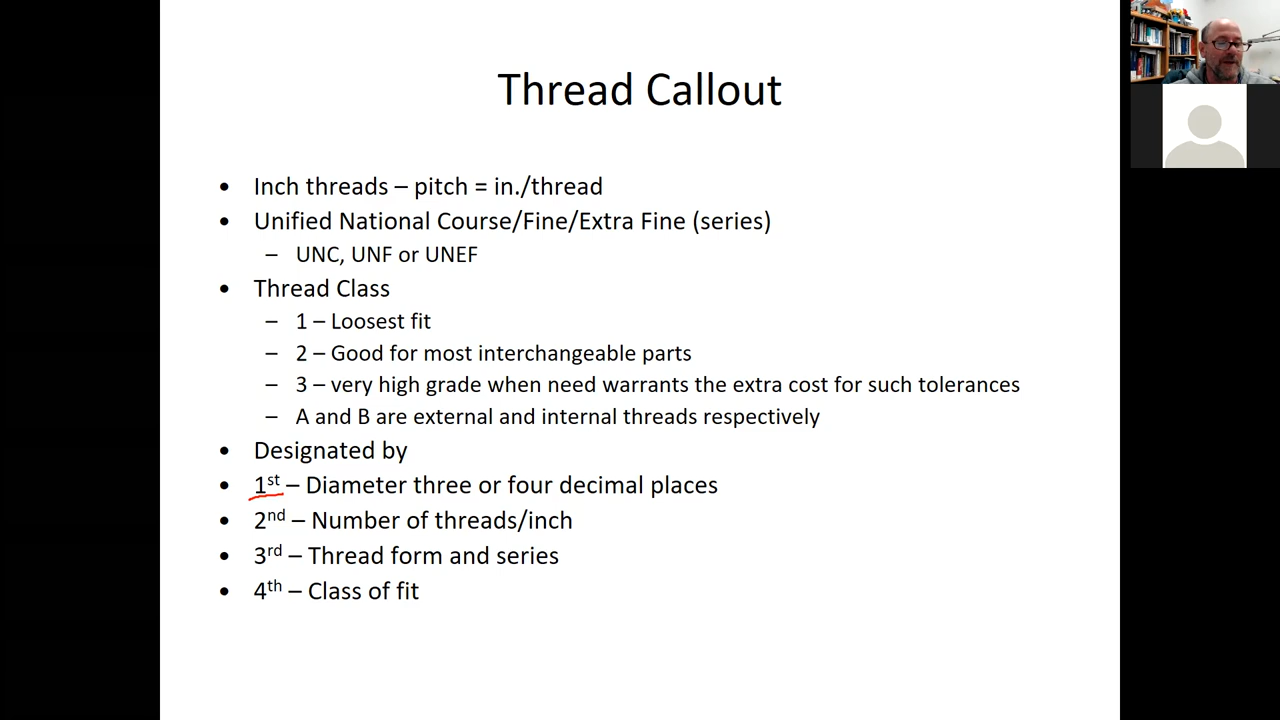 Thread Callout
• Inch threads – pitch = in./thread
• Unified National Course/Fine/Extra Fine (series)
– UNC, UNF or UNEF
• Thread Class
– 1 – Loosest fit
– 2 – Good for most interchangeable parts
– 3 – very high grade when need warrants the extra cost for such tolerances
– A and B are external and internal threads respectively
• Designated by
• 1st – Diameter three or four decimal places
• 2nd – Number of threads/inch
• 3rd – Thread form and series
• 4th – Class of fit